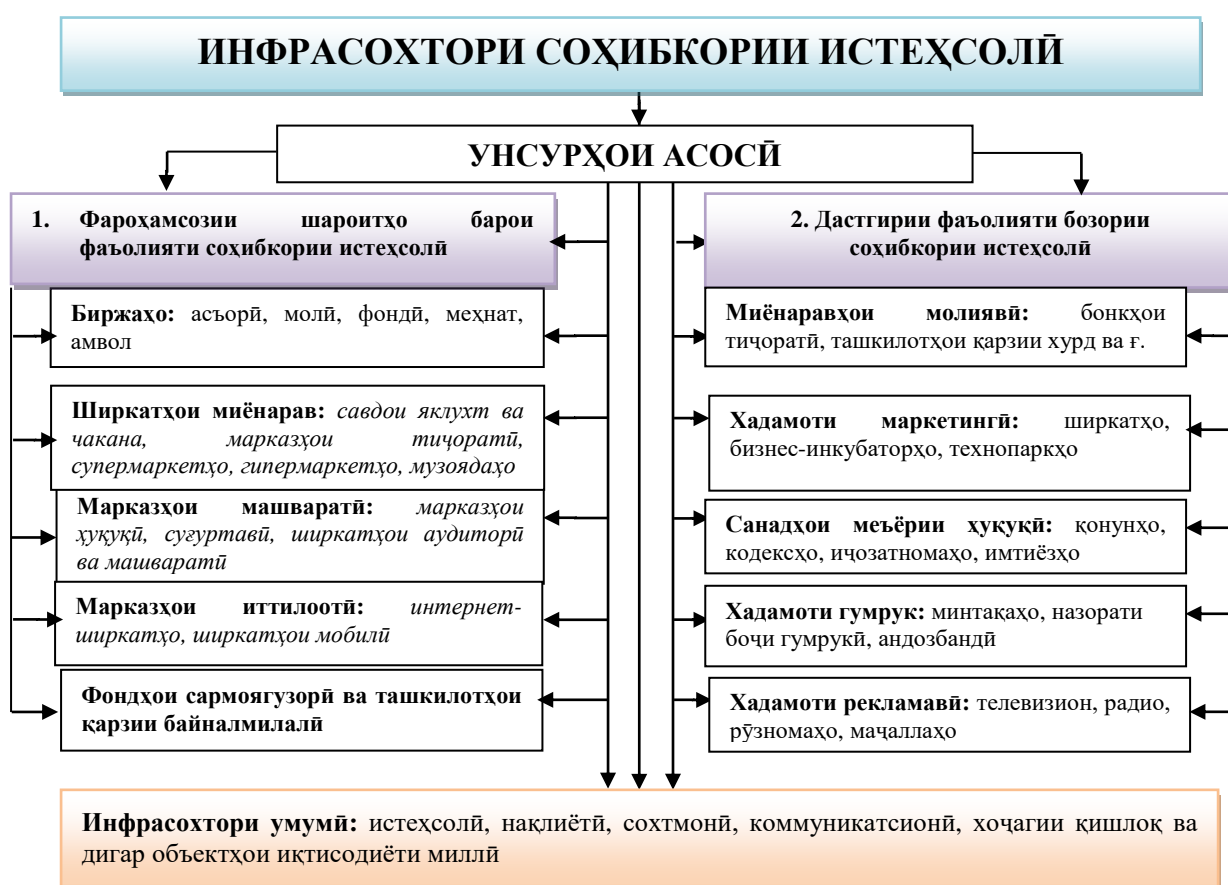 ИНФРАСОХТОРИ СОҲИБКОРИИ ИСТЕҲСОЛӢ
УНСУРҲОИ АСОСӢ
1. Фароҳамсозии шароитҳо барои
фаъолияти соҳибкории истеҳсолӣ
Биржаҳо: асъорӣ, молӣ, фондӣ, меҳнат,
амвол
Ширкатҳои миёнарав: савдои яклухт ва
чакана, марказҳои тиҷоратӣ,
супермаркетҳо, гипермаркетҳо, музоядаҳо
Марказҳои машваратӣ: марказҳои
ҳуқуқӣ, суғуртавӣ, ширкатҳои аудиторӣ
ва машваратӣ
Марказҳои иттилоотӣ: интернет-
ширкатҳо, ширкатҳои мобилӣ
Фондҳои сармоягузорӣ ва ташкилотҳои
қарзии байналмилалӣ
2. Дастгирии фаъолияти бозории
соҳибкории истеҳсолӣ
Миёнаравҳои молиявӣ: бонкҳои
тиҷоратӣ, ташкилотҳои қарзии хурд ва ғ.
Хадамоти маркетингӣ: ширкатҳо,
бизнес-инкубаторҳо, технопаркҳо
Санадҳои меъёрии ҳуқуқӣ: қонунҳо,
кодексҳо, иҷозатномаҳо, имтиёзҳо
Хадамоти гумрук: минтақаҳо, назорати
боҷи гумрукӣ, андозбандӣ
Хадамоти рекламавӣ: телевизион, радио,
рӯзномаҳо, маҷаллаҳо
Инфрасохтори умумӣ: истеҳсолӣ, нақлиётӣ, сохтмонӣ, коммуникатсионӣ, хоҷагии қишлоқ ва
дигар объектҳои иқтисодиёти миллӣ